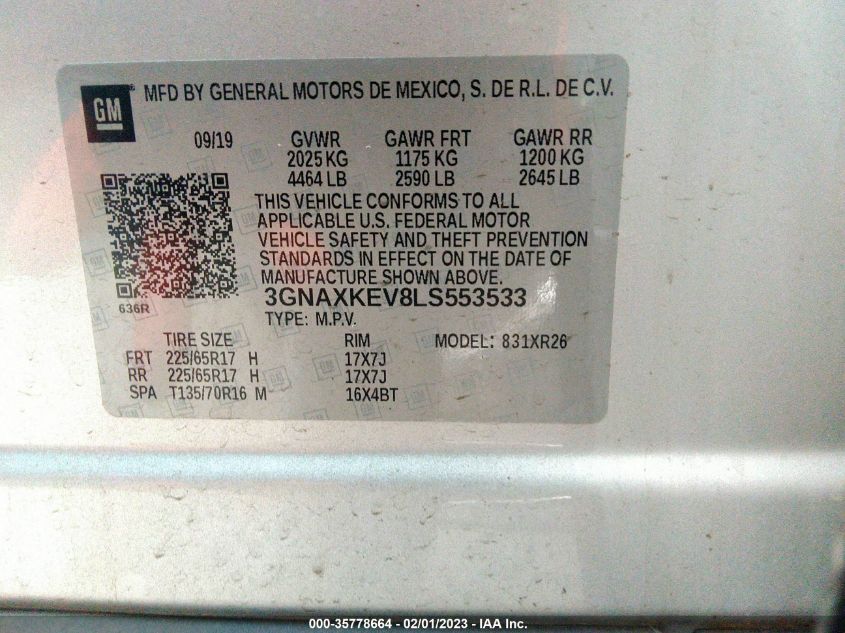 GM
MFD BY GENERAL MOTORS DE MEXICO, S. DE R.L. DE C.V.
09/19 GVWR GAWR FRT GAWR RR
2025 KG 1175 KG 1200 KG
4464 LB 2590 LB 2645 LB
THIS VEHICLE CONFORMS TO ALL
APPLICABLE U.S. FEDERAL MOTOR
VEHICLE SAFETY AND THEFT PREVENTION
STANDARDS IN EFFECT ON THE DATE OF
MANUFACTURE SHOWN ABOVE.
636R
3GNAXKEV8LS553533
TYPE: M.P.V.
TIRE SIZE RIM MODEL: 831XR26
FRT 225/65R17 H 17X7J
RR 225/65R17 H 17X7J
SPA T135/70R16 M 16X4BT
000-35778664 - 02/01/2023 - IAA Inc.